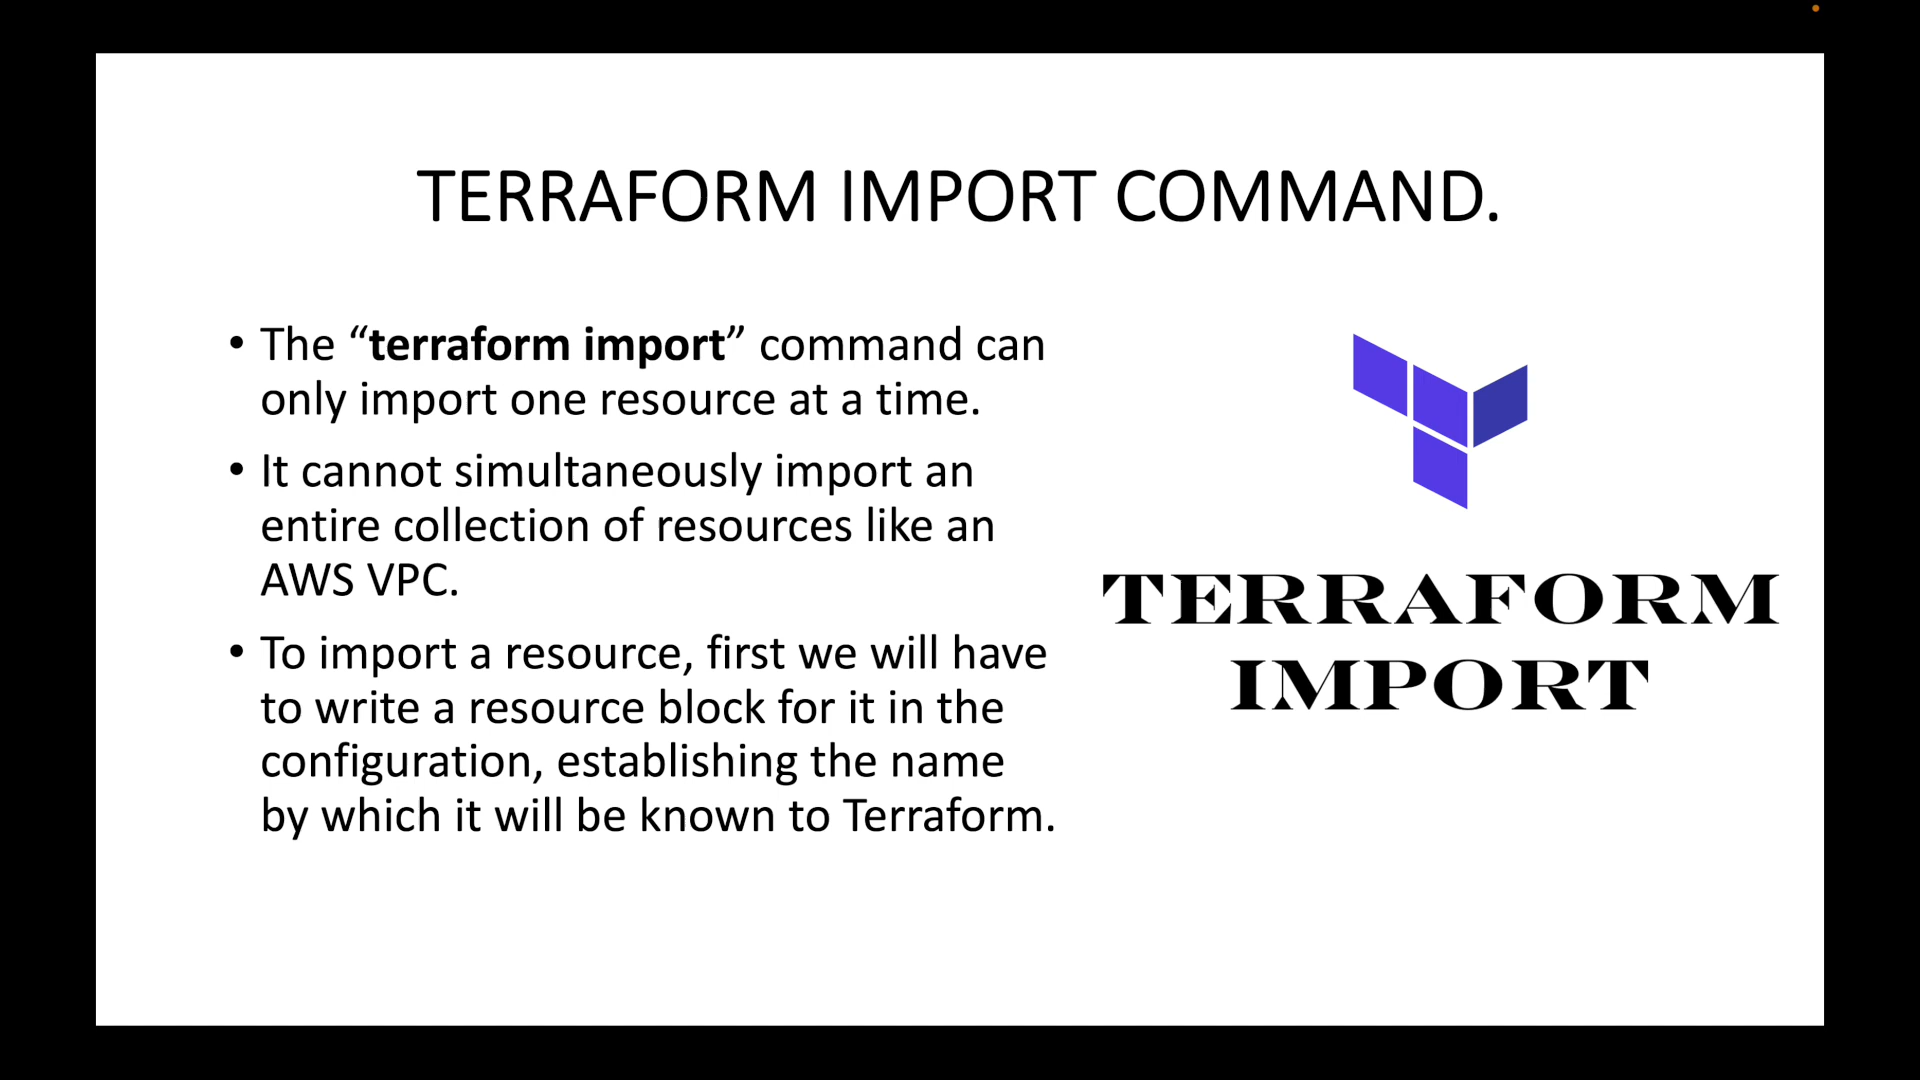 TERRAFORM IMPORT COMMAND.
• The “terraform import” command can
only import one resource at a time.
• It cannot simultaneously import an
entire collection of resources like an
AWS VPC.
• To import a resource, first we will have
to write a resource block for it in the
configuration, establishing the name
by which it will be known to Terraform.
TERRAFORM
IMPORT